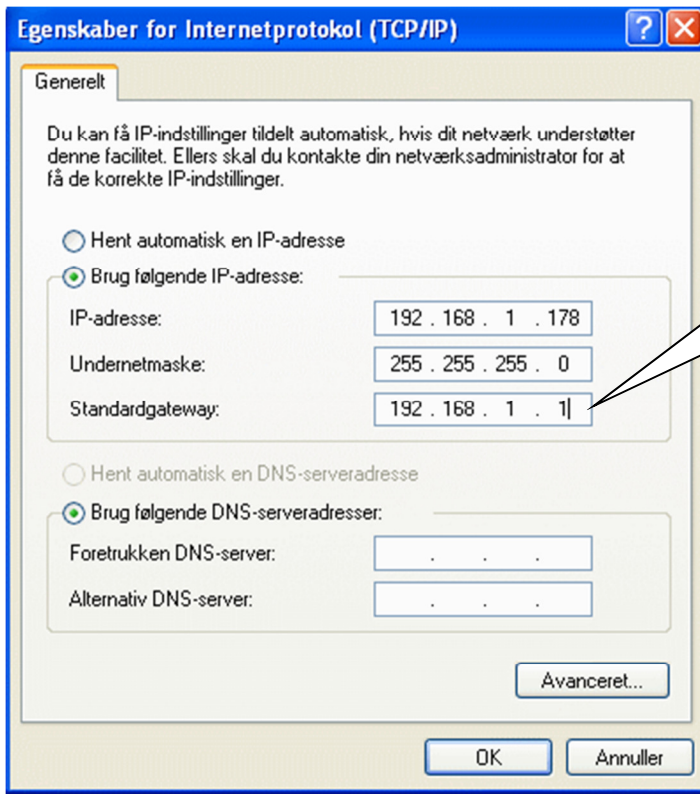 Egenskaber for Internetprotokol (TCP/IP)
Generelt
Du kan få IP-indstillinger tildelt automatisk, hvis dit netværk understøtter
denne facilitet. Ellers skal du kontakte din netværksadministrator for at
få de korrekte IP-indstillinger.
Hent automatisk en IP-adresse
Brug følgende IP-adresse:
IP-adresse: 192 . 168 . 1 . 178
Undernetmaske: 255 . 255 . 255 . 0
Standardgateway: 192 . 168 . 1 . 1
Hent automatisk en DNS-serveradresse
Brug følgende DNS-serveradresser:
Foretrukken DNS-server: . . .
Alternativ DNS-server: . . .
Avanceret...
OK Annuller